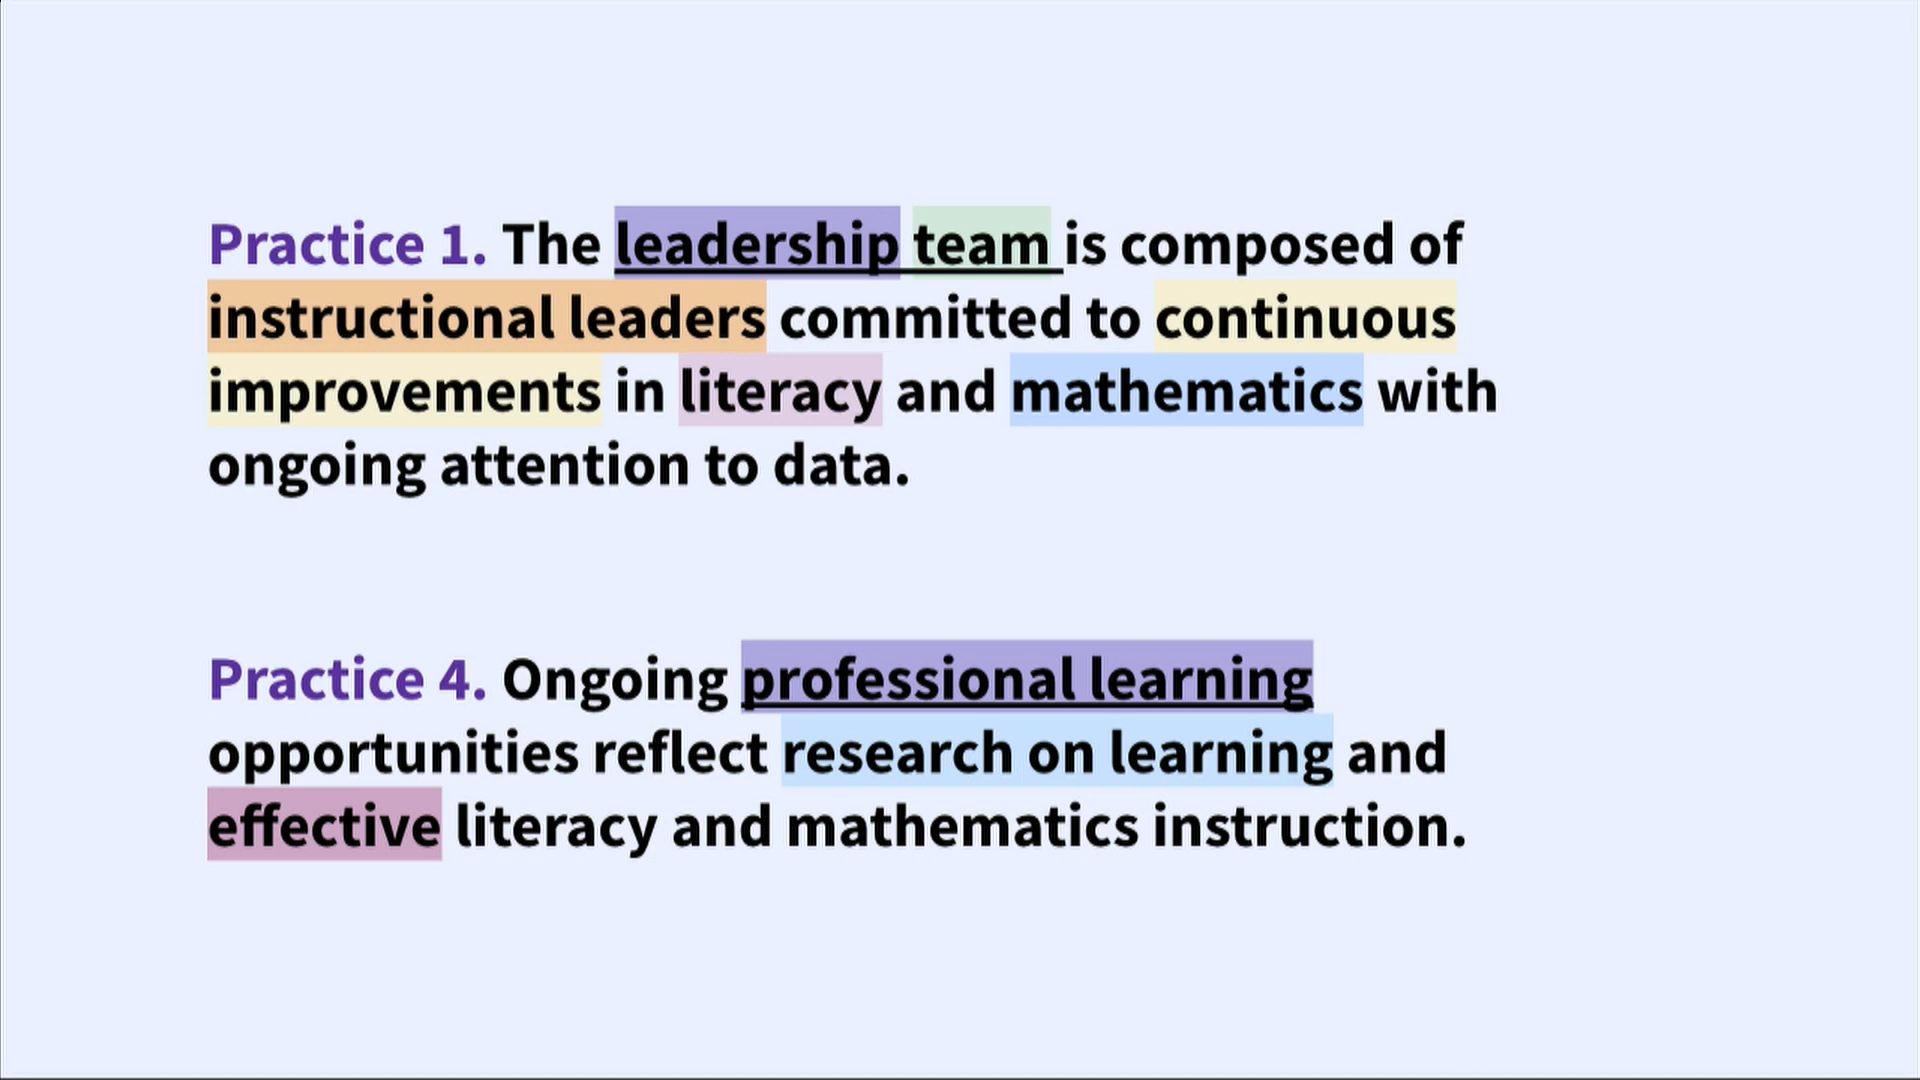 Practice 1. The leadership team is composed of
instructional leaders committed to continuous
improvements in literacy and mathematics with
ongoing attention to data.
Practice 4. Ongoing professional learning
opportunities reflect research on learning and
effective literacy and mathematics instruction.